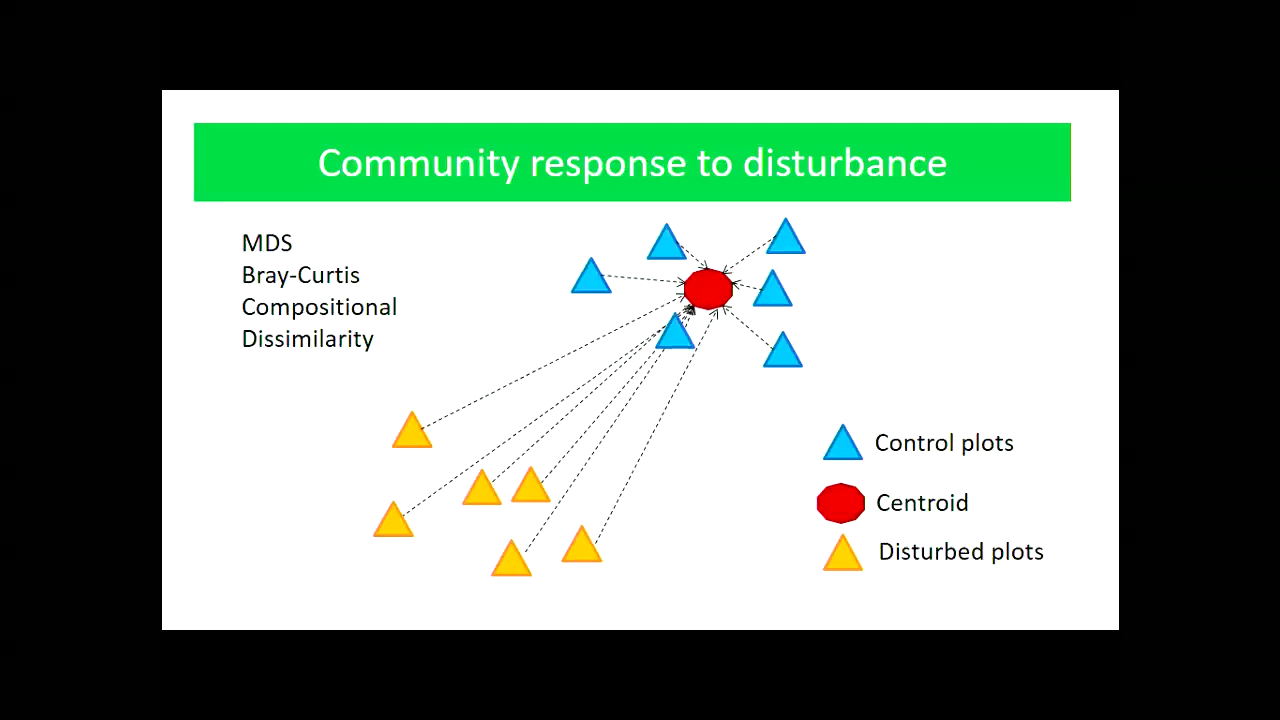 Community response to disturbance
MDS
Bray-Curtis
Compositional
Dissimilarity
Control plots
Centroid
Disturbed plots